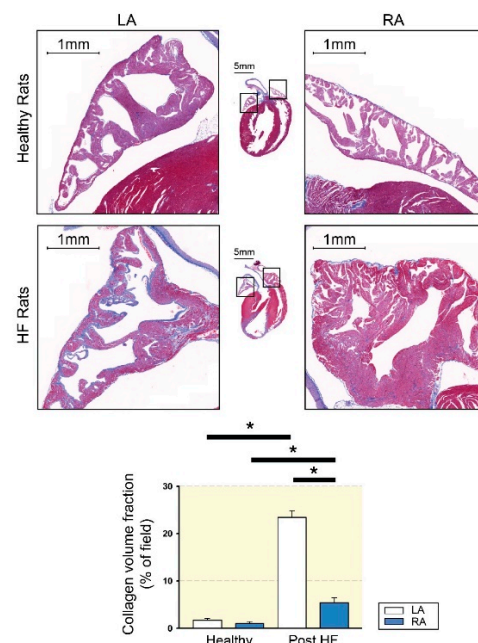 LA
RA
Healthy Rats
1mm
5mm
1mm
HF Rats
1mm
5mm
1mm
*
*
*
Collagen volume fraction
(% of field)
30
20
10
0
Healthy
Post HF
LA
RA